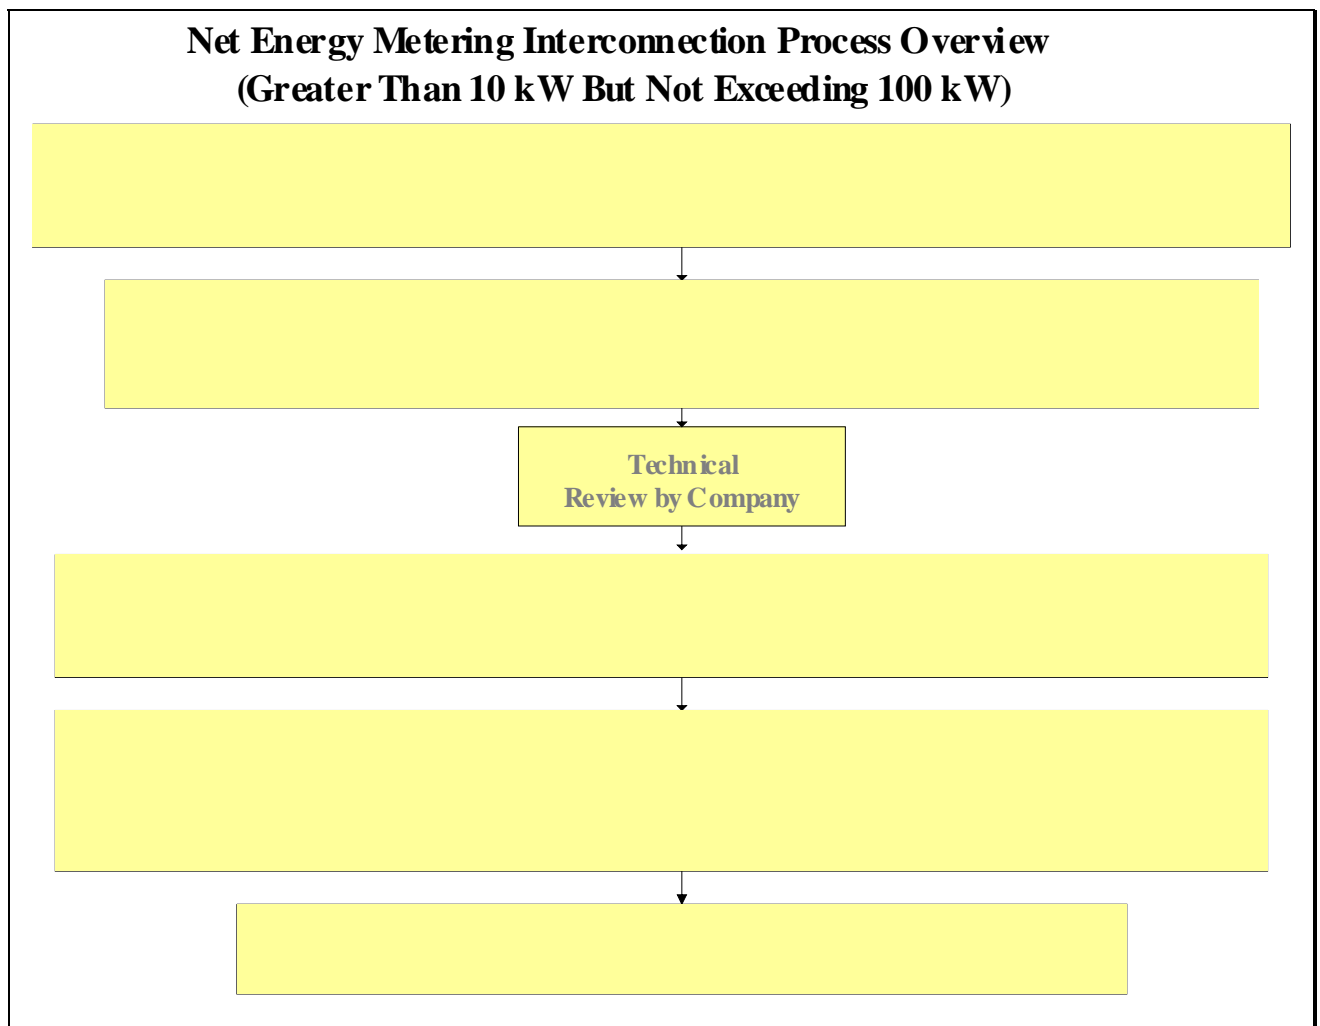 Net Energy Metering Interconnection Process Overview
(Greater Than 10 kW But Not Exceeding 100 kW)
Technical
Review by Company